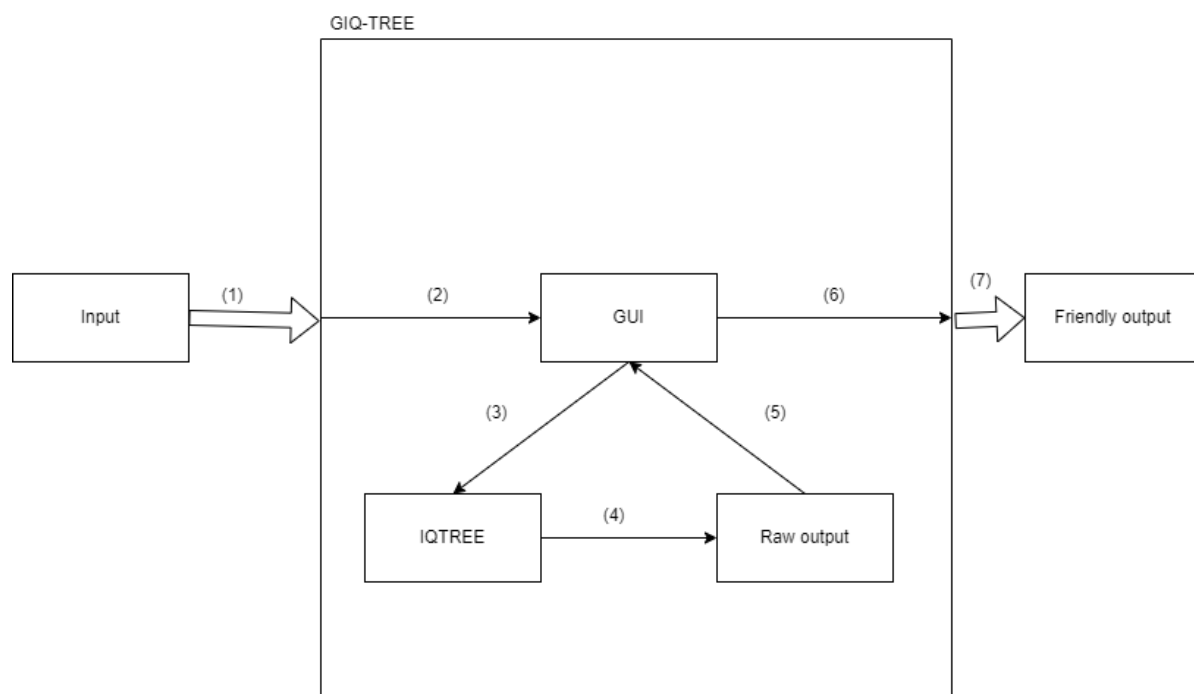 GIQ-TREE
Input
(1)
(2)
GUI
(6)
(7)
Friendly output
(3)
(5)
IQTREE
(4)
Raw output